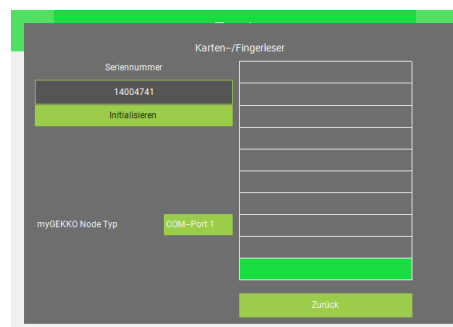 Karten–/Fingerleser
Seriennummer
14004741
Initialisieren
myGEKKO Node Typ
COM–Port 1
Zurück